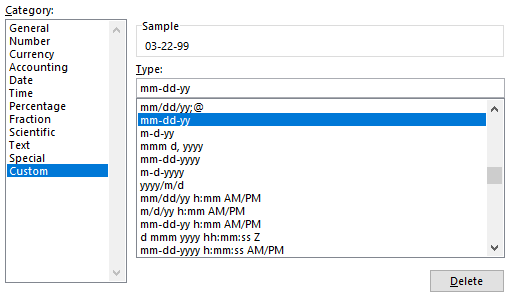 Category:
General
Number
Currency
Accounting
Date
Time
Percentage
Fraction
Scientific
Text
Special
Custom
Sample
03-22-99
Type:
mm-dd-yy
mm/dd/yy;@
mm-dd-yy
m-d-yy
mmm d, yyyy
mm-dd-yyyy
m-d-yyyy
yyyy/m/d
mm/dd/yy h:mm AM/PM
m/d/yy h:mm AM/PM
mm-dd-yy h:mm AM/PM
d mmm yyyy hh:mm:ss Z
mm-dd-yyyy h:mm:ss AM/PM
Delete